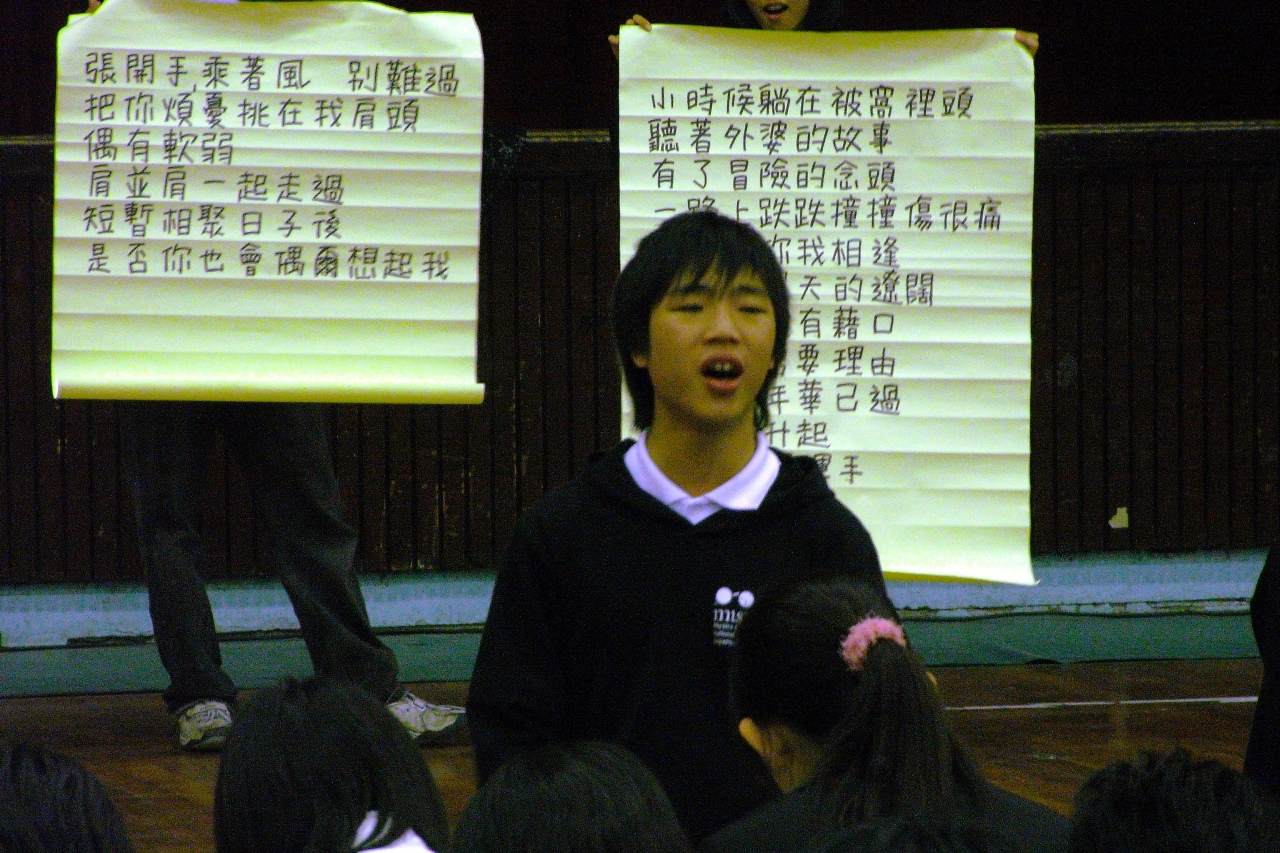 張開手,乘著風 別難過
把你煩憂挑在我肩頭
偶有軟弱
肩並肩一起走過
短暫相聚日子後
是否你也會偶爾想起我
小時候躺在被窩裡頭
聽著外婆的故事
有了冒險的念頭
一路上跌跌撞撞傷很痛
你我相逢
天的遼闊
有藉口
要理由
年華已過
升起
手